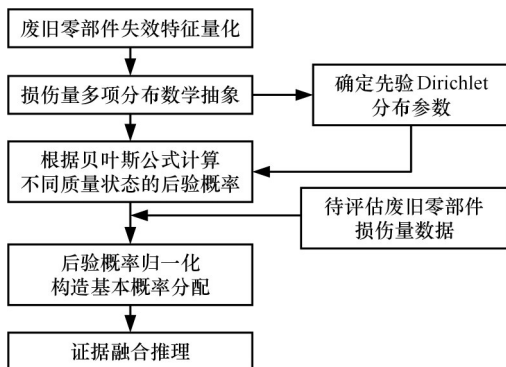 废旧零部件失效特征量化
损伤量多项分布数学抽象
确定先验Dirichlet
分布参数
根据贝叶斯公式计算
不同质量状态的后验概率
待评估废旧零部件
损伤量数据
后验概率归一化
构造基本概率分配
证据融合推理